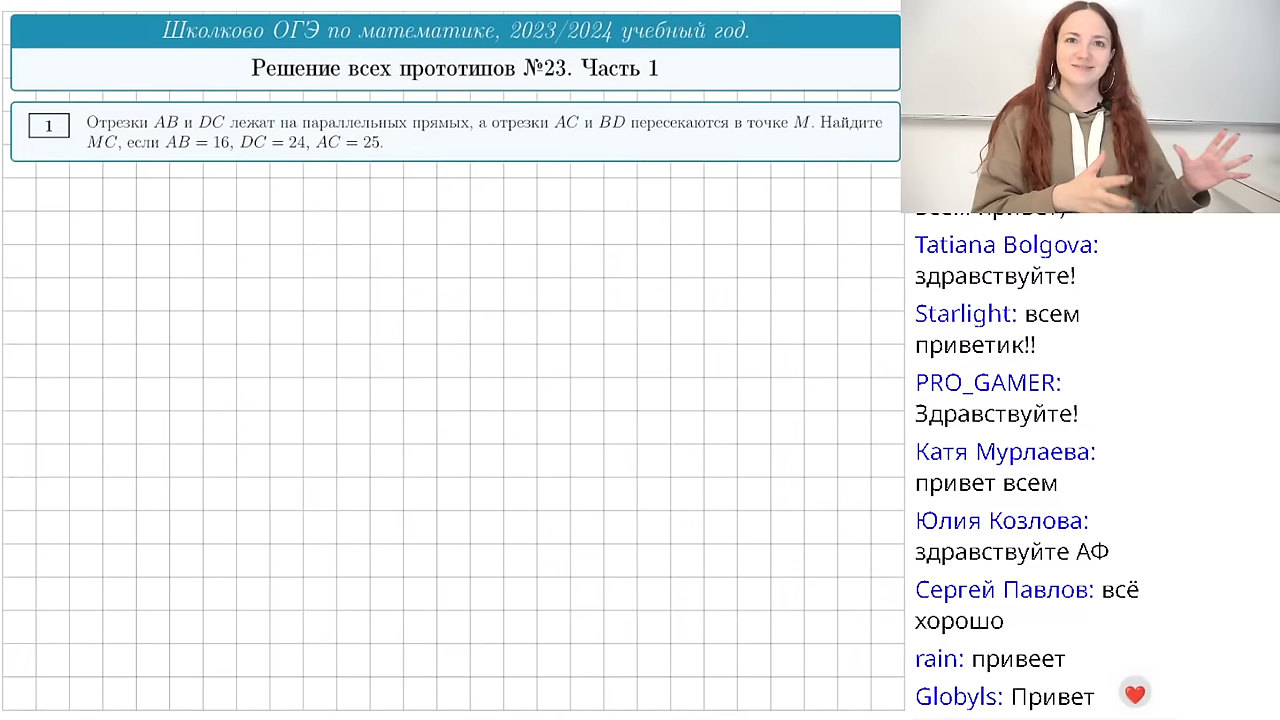 Школково ОГЭ по математике, 2023/2024 учебный год.
Решение всех прототипов №23. Часть 1
1
Отрезки AB и DC лежат на параллельных прямых, а отрезки AC и BD пересекаются в точке M. Найдите
MC, если AB = 16, DC = 24, AC = 25.
Tatiana Bolgova:
здравствуйте!
Starlight: всем
приветик!!
PRO_GAMER:
Здравствуйте!
Катя Мурлаева:
привет всем
Юлия Козлова:
здравствуйте АФ
Сергей Павлов: всё
хорошо
rain: привеет
Globyls: Привет